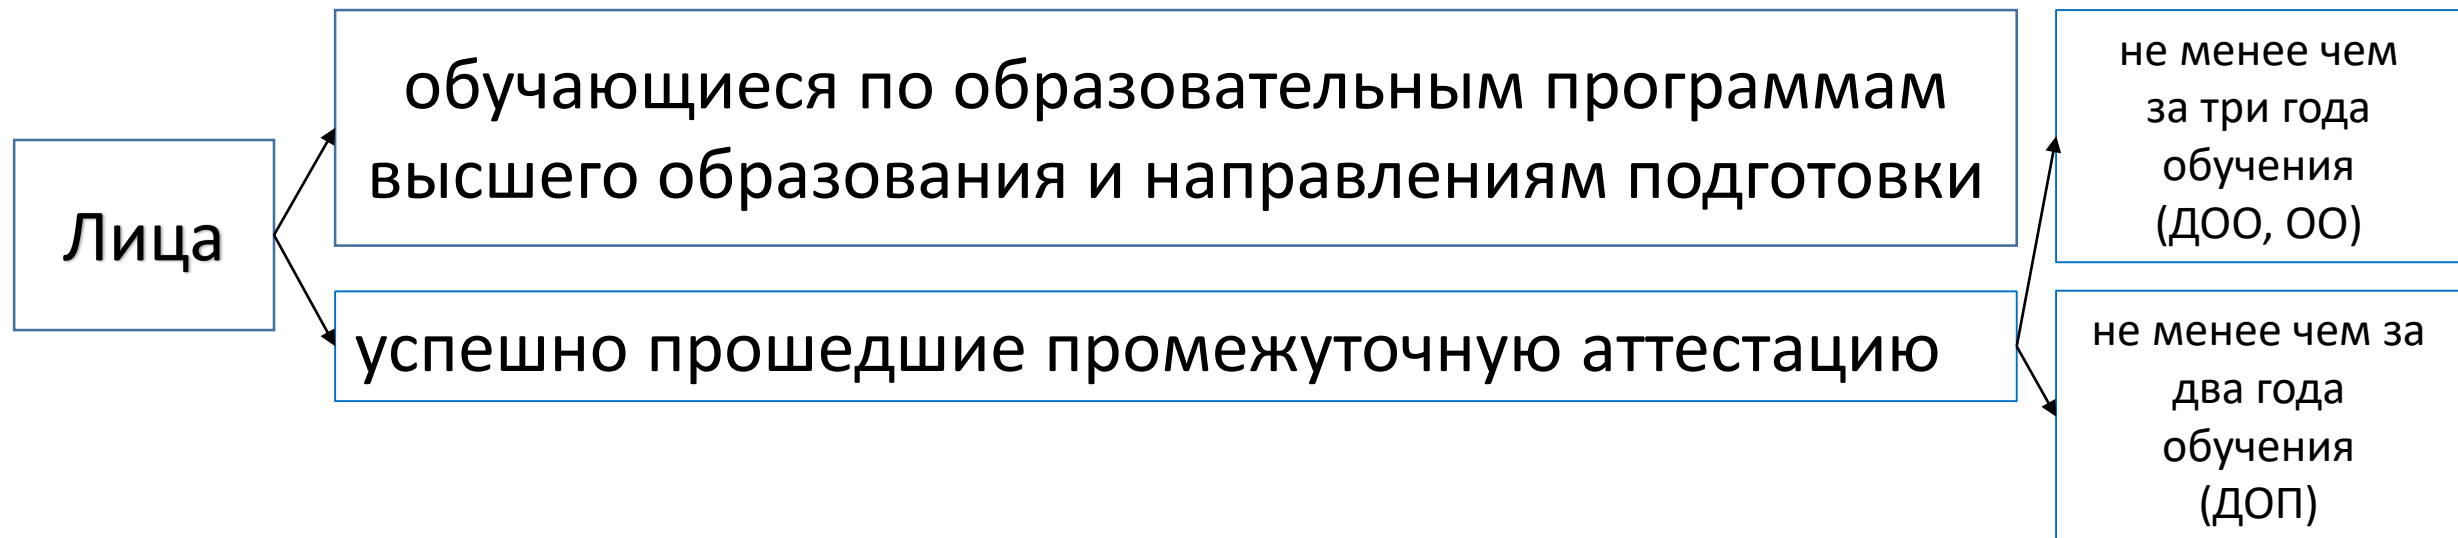 Лица
обучающиеся по образовательным программам
высшего образования и направлениям подготовки
успешно прошедшие промежуточную аттестацию
не менее чем
за три года
обучения
(ДОО, ОО)
не менее чем за
два года
обучения
(ДОП)